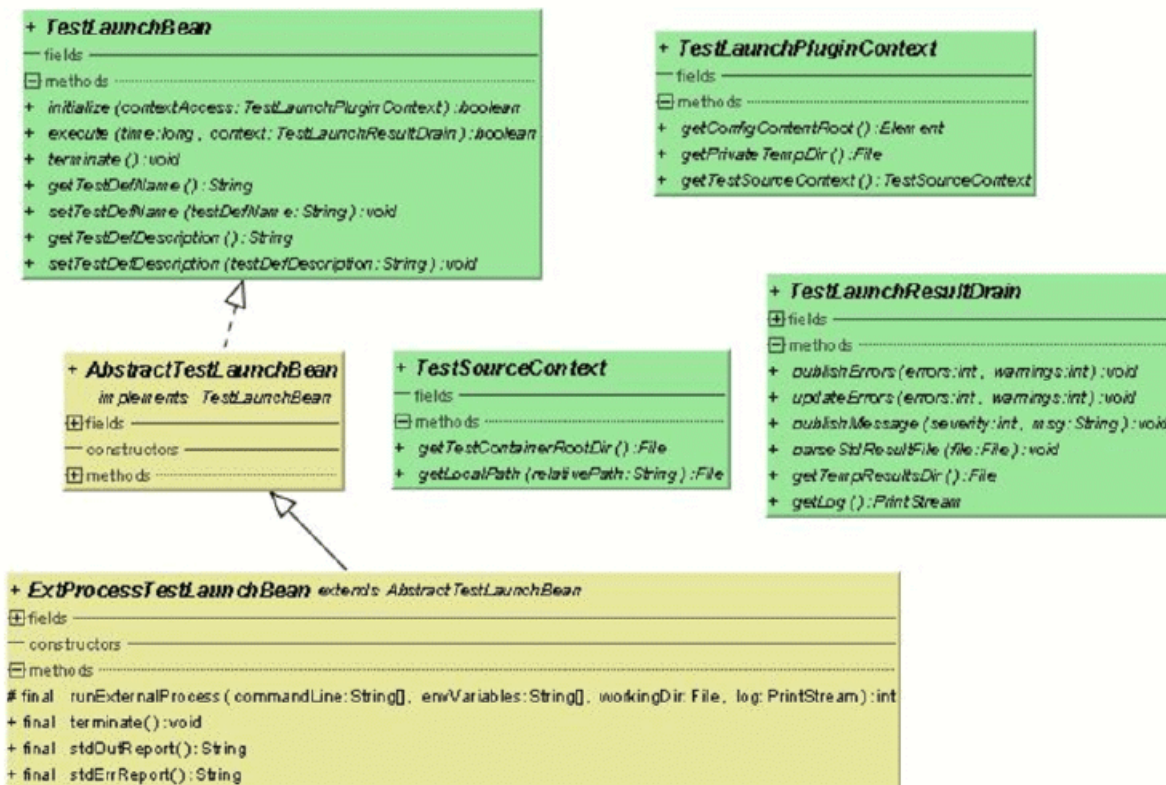 + TestLaunchBean
fields
methods
+ initialize (contextAccess: TestLaunchPluginContext) :boolean
+ execute (time:long , context: TestLaunchResultDrain) :boolean
+ terminate () :void
+ getTestDefName () : String
+ setTestDefName (testDefName: String) : void
+ getTestDefDescription () : String
+ setTestDefDescription (testDefDescription: String) : void
+ TestLaunchPluginContext
fields
methods
+ getConfigContentRoot () : Element
+ getPrivateTempDir () : File
+ getTestSourceContext () : TestSourceContext
+ TestLaunchResultDrain
fields
methods
+ publishErrors (errors:int , warnings:int) : void
+ updateErrors (errors:int , warnings:int) : void
+ publishMessage (severity:int , msg: String) : void
+ parseStdResultFile (file: File) : void
+ getTempResultsDir () : File
+ getLog () : PrintStream
+ AbstractTestLaunchBean
implements TestLaunchBean
fields
constructors
methods
+ TestSourceContext
fields
methods
+ getTestContainerRootDir () : File
+ getLocalPath (relativePath: String) : File
+ ExtProcessTestLaunchBean extends AbstractTestLaunchBean
fields
constructors
methods
# final runExternalProcess ( commandLine: String[], envVariables: String[], workingDir: File, log: PrintStream) : int
+ final terminate() : void
+ final stdOutReport() : String
+ final stdErrReport() : String